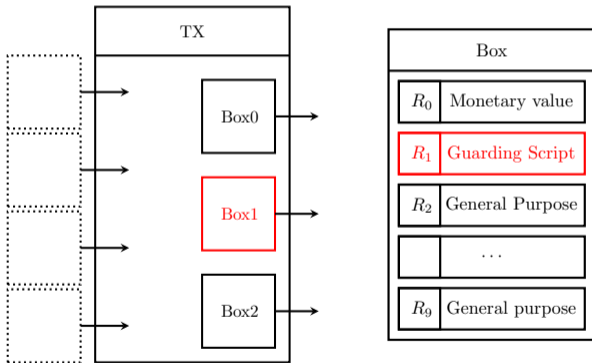 TX
Box0
Box1
Box2
Box
R₀ Monetary value
R₁ Guarding Script
R₂ General Purpose
...
R₉ General purpose